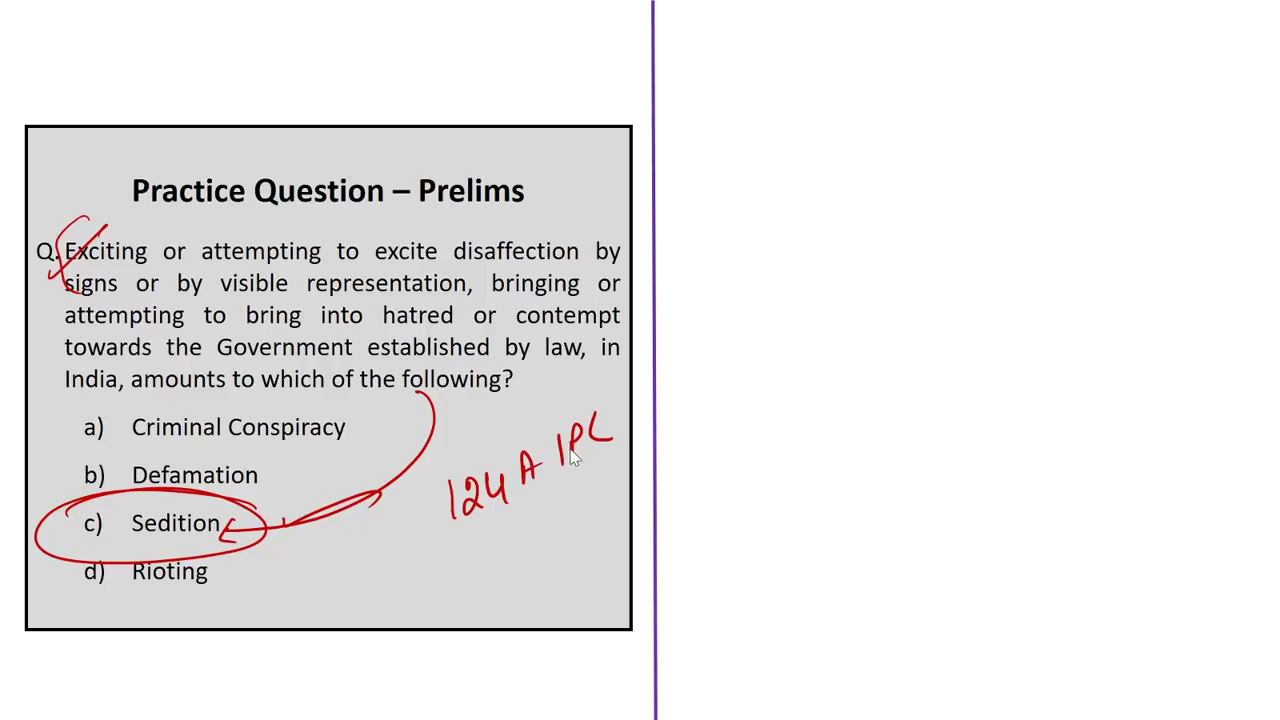 Practice Question – Prelims
Q. Exciting or attempting to excite disaffection by
signs or by visible representation, bringing or
attempting to bring into hatred or contempt
towards the Government established by law, in
India, amounts to which of the following?
a) Criminal Conspiracy
b) Defamation
c) Sedition
d) Rioting
124 A IPC